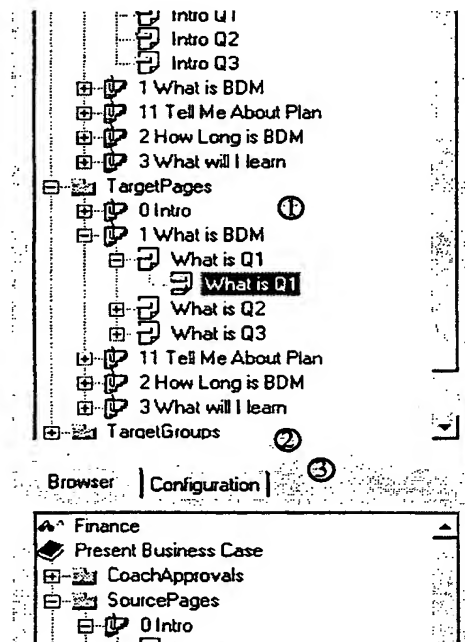 Intro Q1
Intro Q2
Intro Q3
1 What is BDM
11 Tell Me About Plan
2 How Long is BDM
3 What will I learn
TargetPages
0 Intro ①
1 What is BDM
What is Q1
What is Q1
What is Q2
What is Q3
11 Tell Me About Plan
2 How Long is BDM
3 What will I learn
TargetGroups ②
Browser Configuration ③
Finance
Present Business Case
CoachApprovals
SourcePages
0 Intro